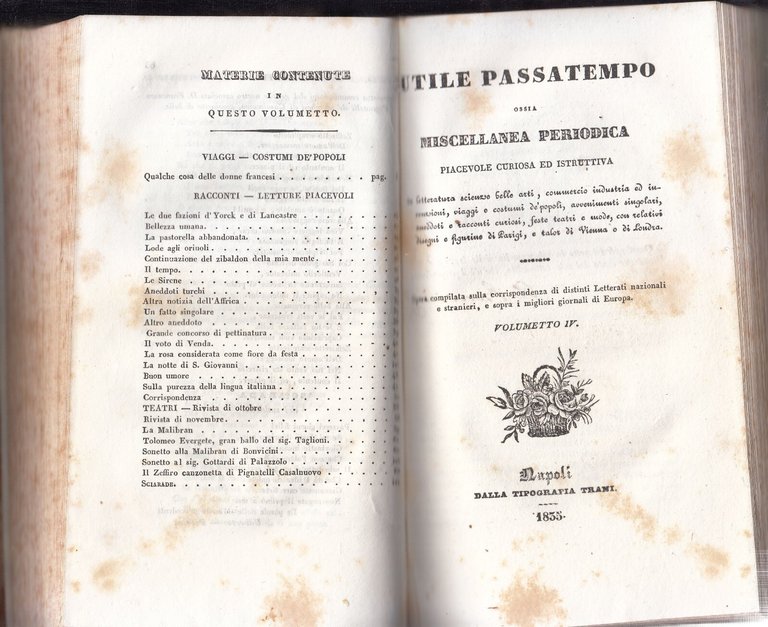 MATERIE CONTENUTE
IN
QUESTO VOLUMETTO.
VIAGGI — COSTUMI DE'POPOLI
Qualche cosa delle donne francesi . . . . . . . . pag.
RACCONTI — LETTURE PIACEVOLI
Le due fazioni d'Yorck e di Lancastre
Bellezza umana.
La pastorella abbandonata.
Lode agli oriuoli.
Continuazione del zibaldon della mia mente.
Il tempo.
Le Sirene
Aneddoti turchi
Altra notizia dell'Affrica
Un fatto singolare
Altro aneddoto
Grande concorso di pettinatura.
Il voto di Venda.
La rosa considerata come fiore da festa
La notte di S. Giovanni
Buon umore
Sulla purezza della lingua italiana
Corrispondenza
TEATRI — Rivista di ottobre
Rivista di novembre.
La Malibran
Tolomeo Evergete, gran ballo del sig. Taglioni.
Sonetto alla Malibran di Bonvicini
Sonetto al sig. Gottardi di Palazzolo
Il Zeffiro canzonetta di Pignatelli Casalnuovo
SCIARADE.
UTILE PASSATEMPO
OSSIA
MISCELLANEA PERIODICA
PIACEVOLE CURIOSA ED ISTRUTTIVA
letteratura scienze belle arti, commercio industria ed in-
venzioni, viaggi e costumi de'popoli, avvenimenti singolari,
aneddoti e racconti curiosi, feste teatri e mode, con relativi
disegni e figurino di Parigi, e talor di Vienna o di Londra.
Opera compilata sulla corrispondenza di distinti Letterati nazionali
e stranieri, e sopra i migliori giornali di Europa.
VOLUMETTO IV.
Napoli
DALLA TIPOGRAFIA TRANI.
1835